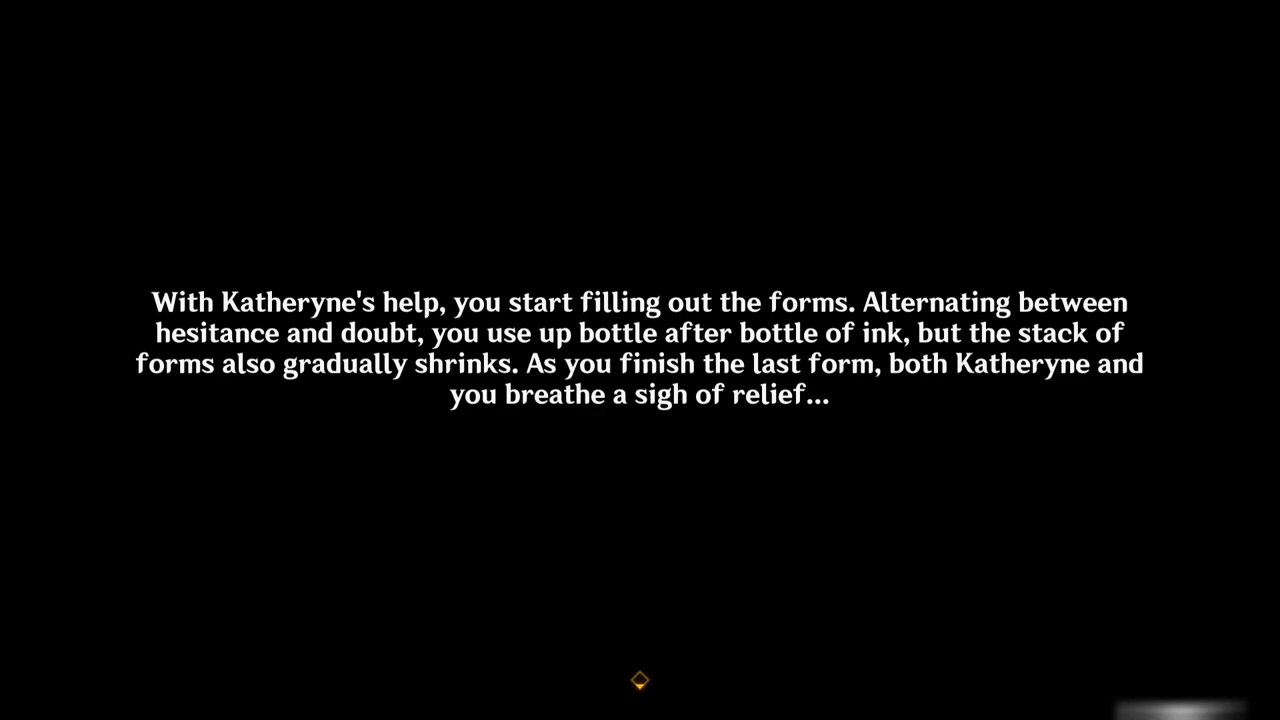 With Katheryne's help, you start filling out the forms. Alternating between
hesitance and doubt, you use up bottle after bottle of ink, but the stack of
forms also gradually shrinks. As you finish the last form, both Katheryne and
you breathe a sigh of relief...